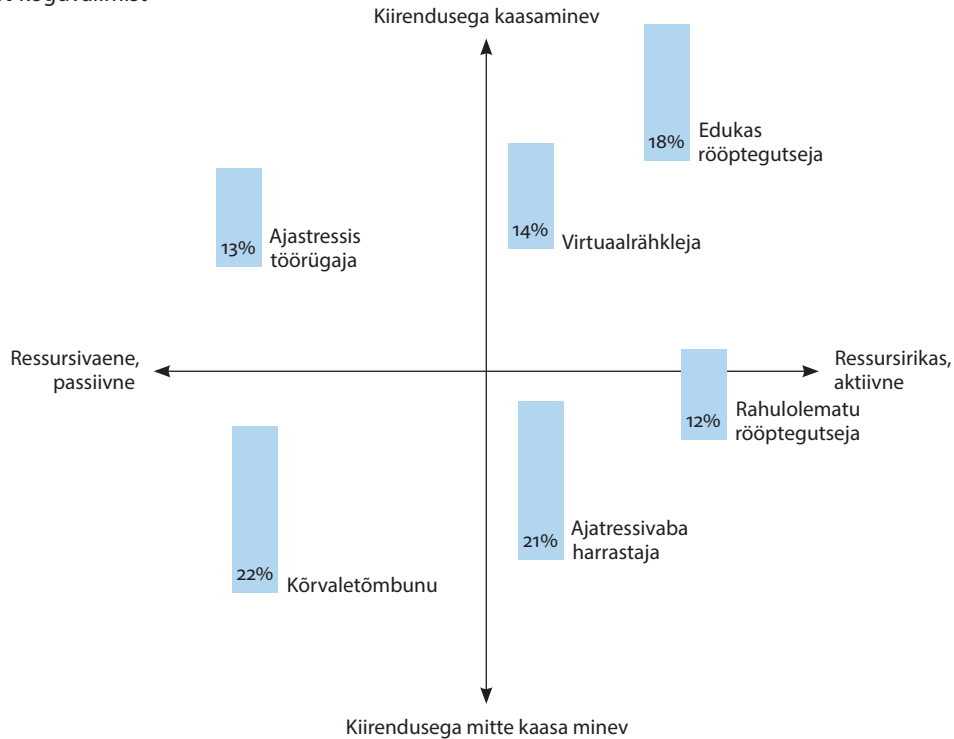 Kiirendusega kaasaminev
18%
Edukas
rööptegutseja
14%
Virtuaalrähkleja
13%
Ajastressis
töörügaja
Ressursivaene,
passiivne
Ressursirikas,
aktiivne
12%
Rahulolematu
rööptegutseja
21%
Ajatressivaba
harrastaja
22%
Kõrvaletõmbunu
Kiirendusega mitte kaasa minev